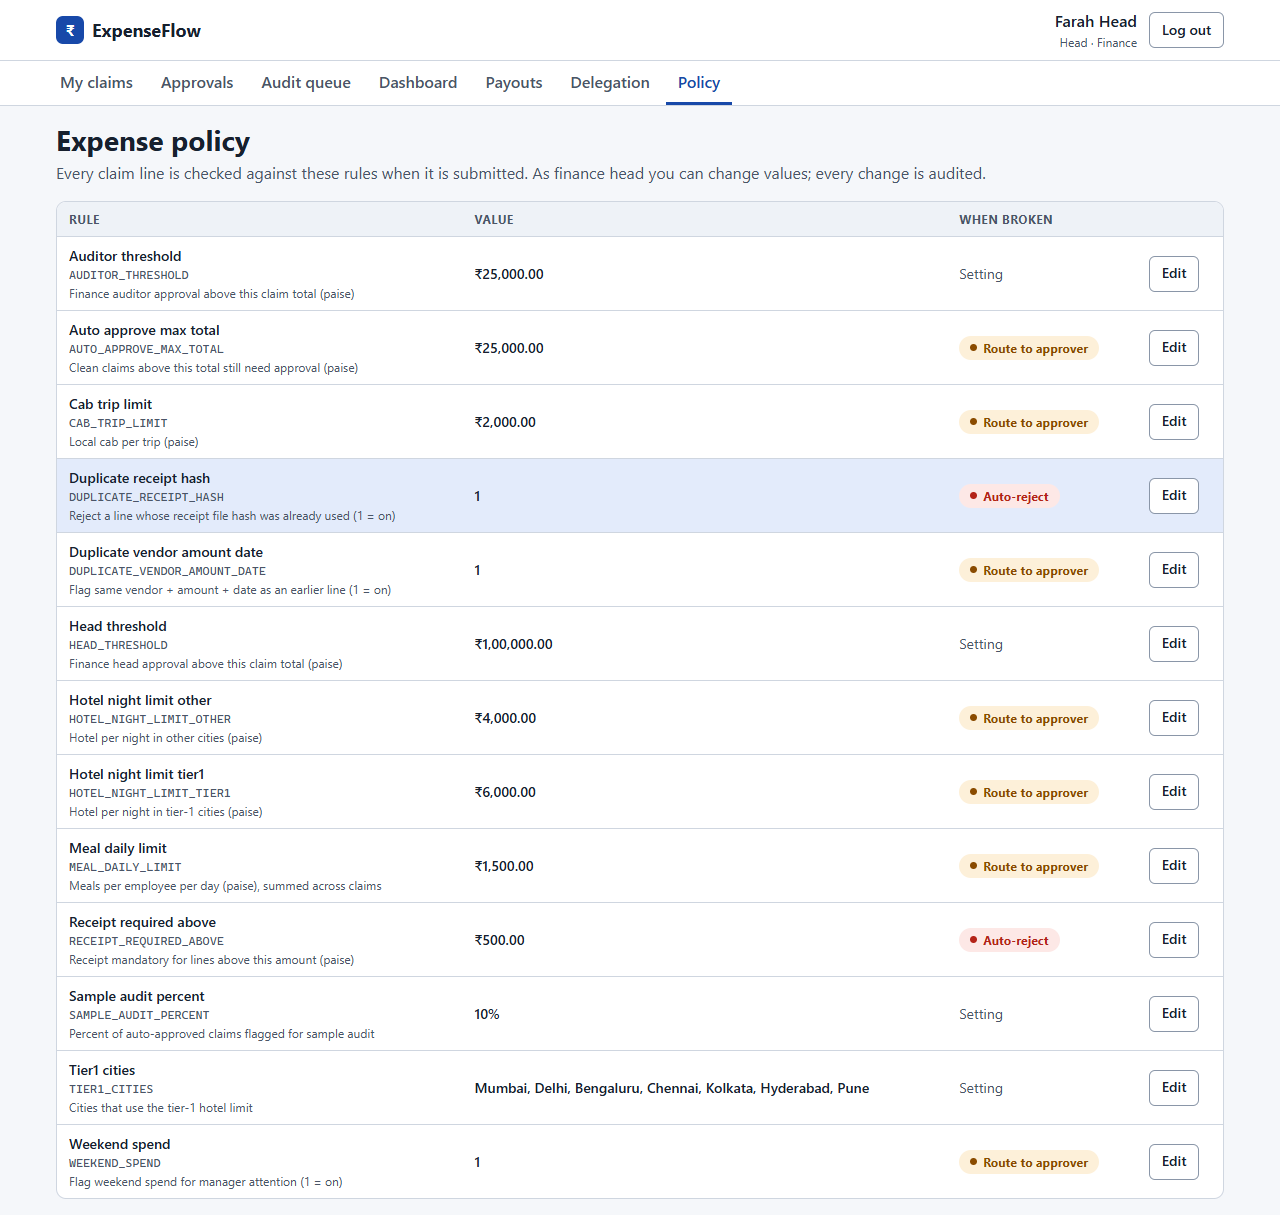 ₹ ExpenseFlow
Farah Head
Head · Finance
Log out
My claims Approvals Audit queue Dashboard Payouts Delegation Policy
Expense policy
Every claim line is checked against these rules when it is submitted. As finance head you can change values; every change is audited.
RULE VALUE WHEN BROKEN
Auditor threshold
AUDITOR_THRESHOLD
Finance auditor approval above this claim total (paise)
₹25,000.00
Setting
Edit
Auto approve max total
AUTO_APPROVE_MAX_TOTAL
Clean claims above this total still need approval (paise)
₹25,000.00
Route to approver
Edit
Cab trip limit
CAB_TRIP_LIMIT
Local cab per trip (paise)
₹2,000.00
Route to approver
Edit
Duplicate receipt hash
DUPLICATE_RECEIPT_HASH
Reject a line whose receipt file hash was already used (1 = on)
1
Auto-reject
Edit
Duplicate vendor amount date
DUPLICATE_VENDOR_AMOUNT_DATE
Flag same vendor + amount + date as an earlier line (1 = on)
1
Route to approver
Edit
Head threshold
HEAD_THRESHOLD
Finance head approval above this claim total (paise)
₹1,00,000.00
Setting
Edit
Hotel night limit other
HOTEL_NIGHT_LIMIT_OTHER
Hotel per night in other cities (paise)
₹4,000.00
Route to approver
Edit
Hotel night limit tier1
HOTEL_NIGHT_LIMIT_TIER1
Hotel per night in tier-1 cities (paise)
₹6,000.00
Route to approver
Edit
Meal daily limit
MEAL_DAILY_LIMIT
Meals per employee per day (paise), summed across claims
₹1,500.00
Route to approver
Edit
Receipt required above
RECEIPT_REQUIRED_ABOVE
Receipt mandatory for lines above this amount (paise)
₹500.00
Auto-reject
Edit
Sample audit percent
SAMPLE_AUDIT_PERCENT
Percent of auto-approved claims flagged for sample audit
10%
Setting
Edit
Tier1 cities
TIER1_CITIES
Cities that use the tier-1 hotel limit
Mumbai, Delhi, Bengaluru, Chennai, Kolkata, Hyderabad, Pune
Setting
Edit
Weekend spend
WEEKEND_SPEND
Flag weekend spend for manager attention (1 = on)
1
Route to approver
Edit